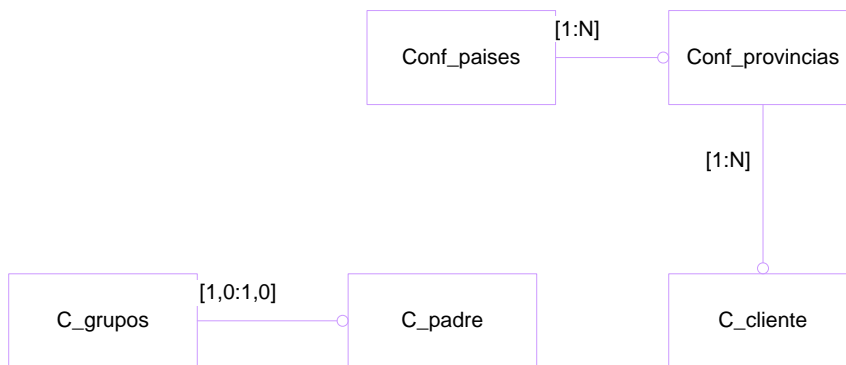 [1:N]
Conf_paises
Conf_provincias
[1:N]
[1,0:1,0]
C_grupos
C_padre
C_cliente